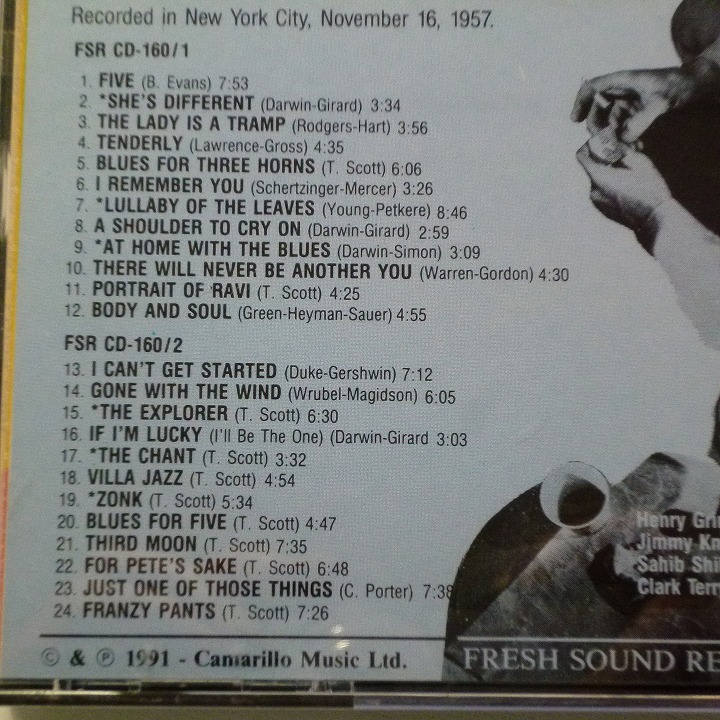 Recorded in New York City, November 16, 1957.
FSR CD-160/1
1. FIVE (B. Evans) 7:53
2. *SHE'S DIFFERENT (Darwin-Girard) 3:34
3. THE LADY IS A TRAMP (Rodgers-Hart) 3:56
4. TENDERLY (Lawrence-Gross) 4:35
5. BLUES FOR THREE HORNS (T. Scott) 6:06
6. I REMEMBER YOU (Schertzinger-Mercer) 3:26
7. *LULLABY OF THE LEAVES (Young-Petkere) 8:46
8. A SHOULDER TO CRY ON (Darwin-Girard) 2:59
9. *AT HOME WITH THE BLUES (Darwin-Simon) 3:09
10. THERE WILL NEVER BE ANOTHER YOU (Warren-Gordon) 4:30
11. PORTRAIT OF RAVI (T. Scott) 4:25
12. BODY AND SOUL (Green-Heyman-Sauer) 4:55
FSR CD-160/2
13. I CAN'T GET STARTED (Duke-Gershwin) 7:12
14. GONE WITH THE WIND (Wrubel-Magidson) 6:05
15. *THE EXPLORER (T. Scott) 6:30
16. IF I'M LUCKY (I'll Be The One) (Darwin-Girard 3:03
17. *THE CHANT (T. Scott) 3:32
18. VILLA JAZZ (T. Scott) 4:54
19. *ZONK (T. Scott) 5:34
20. BLUES FOR FIVE (T. Scott) 4:47
21. THIRD MOON (T. Scott) 7:35
22. FOR PETE'S SAKE (T. Scott) 6:48
23. JUST ONE OF THOSE THINGS (C. Porter) 7:38
24. FRANZY PANTS (T. Scott) 7:26
Henry
Jimmy
Sahib
Clark Terry
© & ℗ 1991 - Camarillo Music Ltd.
FRESH SOUND